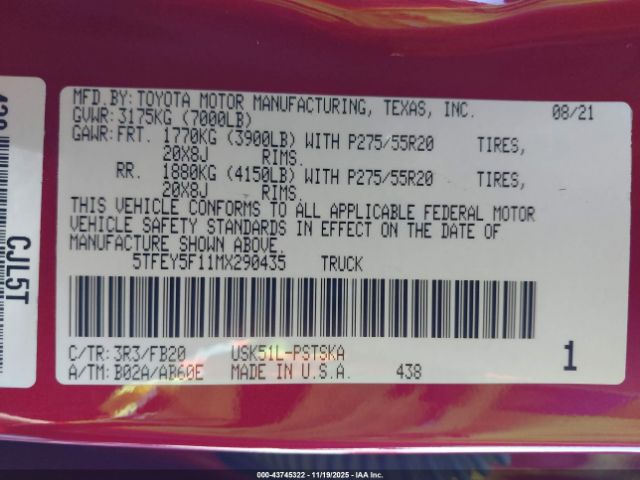 MFD.BY:TOYOTA MOTOR MANUFACTURING, TEXAS, INC. 08/21
GVWR:3175KG (7000LB)
GAWR:FRT. 1770KG (3900LB) WITH P275/55R20 TIRES,
20X8J RIMS.
RR. 1880KG (4150LB) WITH P275/55R20 TIRES,
20X8J RIMS.
THIS VEHICLE CONFORMS TO ALL APPLICABLE FEDERAL MOTOR
VEHICLE SAFETY STANDARDS IN EFFECT ON THE DATE OF
MANUFACTURE SHOWN ABOVE.
5TFEY5F11MX290435 TRUCK
C/TR:3R3/FB20 USK51L-PSTSKA 1
A/TM:B02A/AB60E MADE IN U.S.A. 438
CJL5T
000-43745322 - 11/19/2025 - IAA Inc.